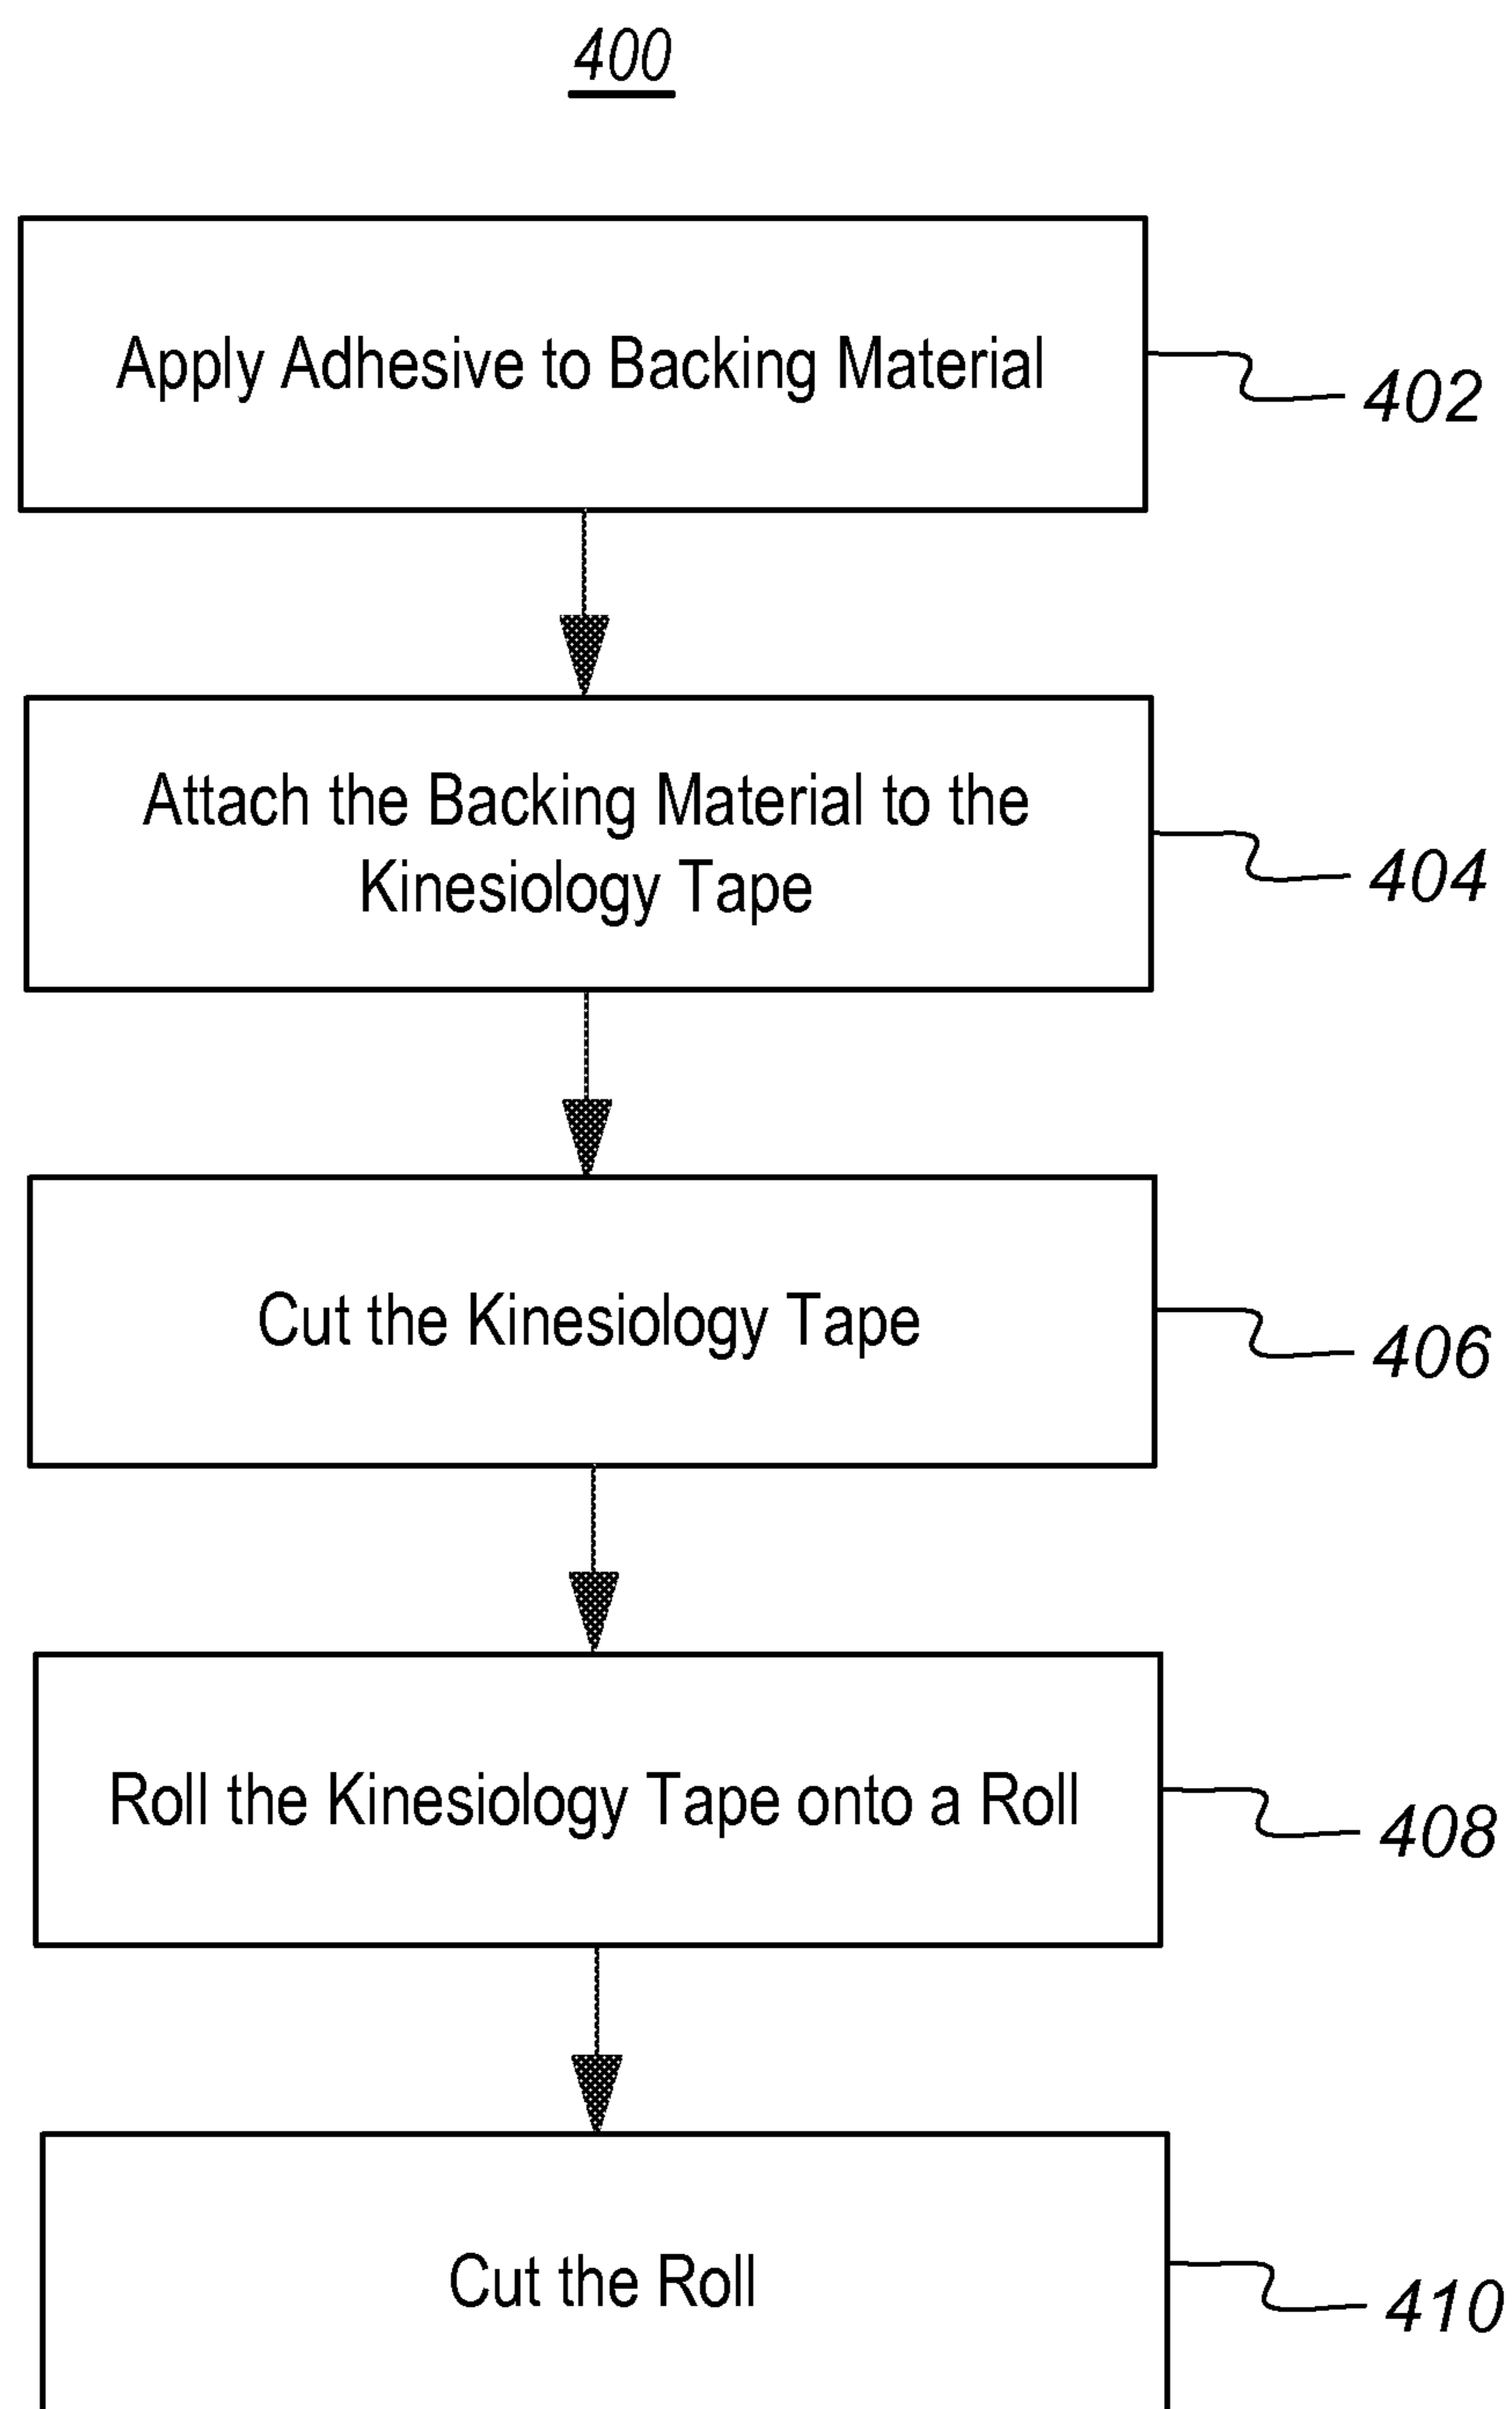 400
Apply Adhesive to Backing Material
402
Attach the Backing Material to the
Kinesiology Tape
404
Cut the Kinesiology Tape
406
Roll the Kinesiology Tape onto a Roll
408
Cut the Roll
410